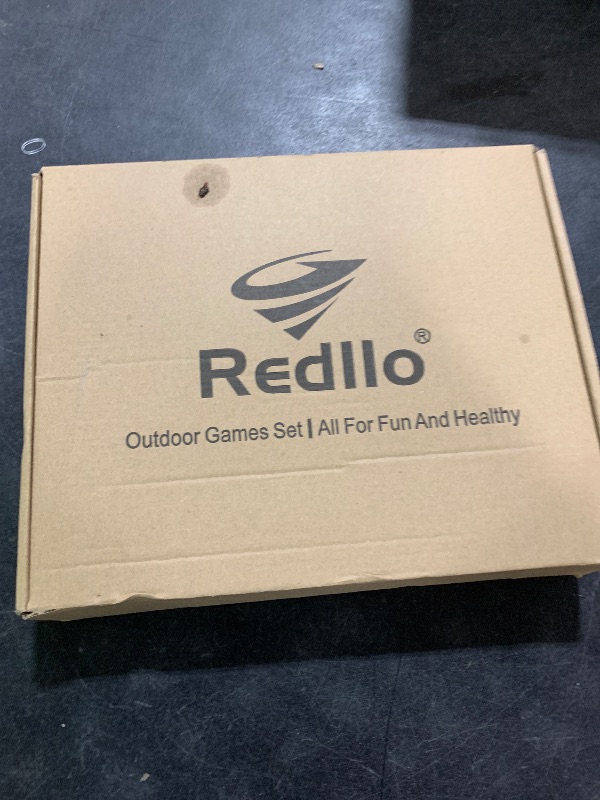 Redllo®
Outdoor Games Set | All For Fun And Healthy